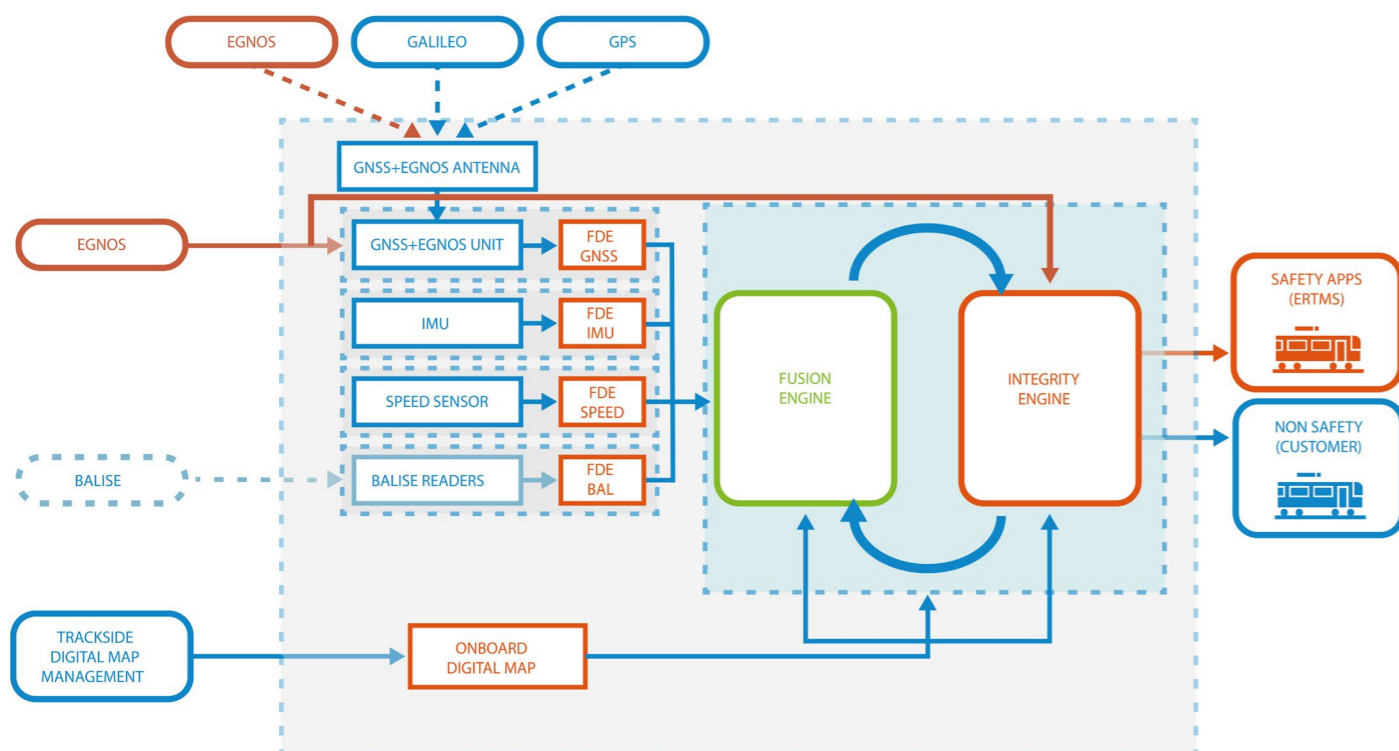 EGNOS
GALILEO
GPS
GNSS+EGNOS ANTENNA
EGNOS
GNSS+EGNOS UNIT
FDE
GNSS
IMU
FDE
IMU
SPEED SENSOR
FDE
SPEED
BALISE
BALISE READERS
FDE
BAL
FUSION
ENGINE
INTEGRITY
ENGINE
SAFETY APPS
(ERTMS)
NON SAFETY
(CUSTOMER)
TRACKSIDE
DIGITAL MAP
MANAGEMENT
ONBOARD
DIGITAL MAP